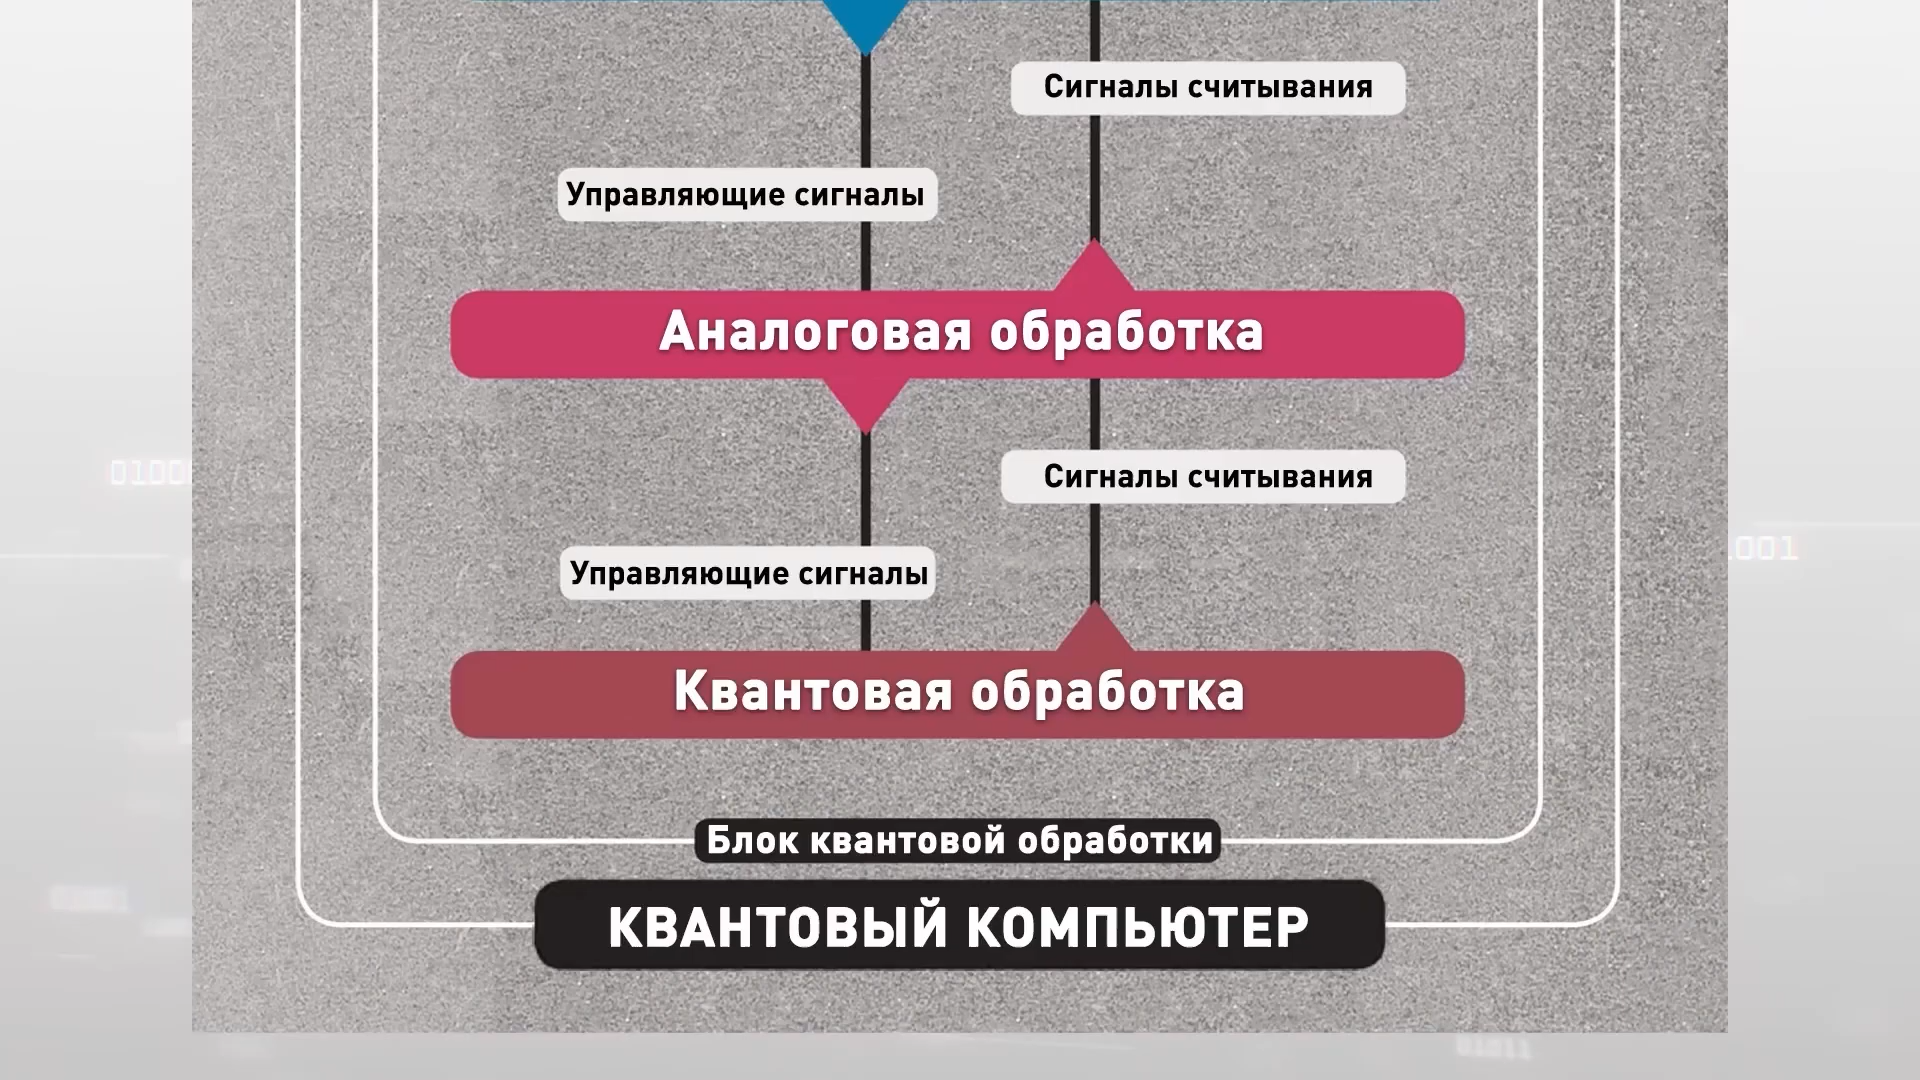 Сигналы считывания
Управляющие сигналы
Аналоговая обработка
Сигналы считывания
Управляющие сигналы
Квантовая обработка
Блок квантовой обработки
КВАНТОВЫЙ КОМПЬЮТЕР